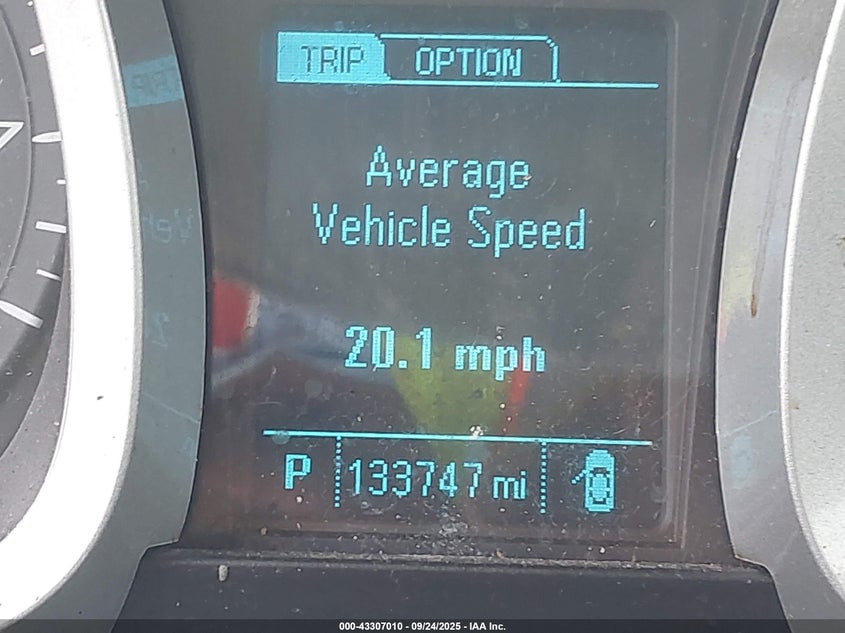 TRIP OPTION
Average
Vehicle Speed
20.1 mph
P 133747 mi
000-43307010 - 09/24/2025 - IAA Inc.